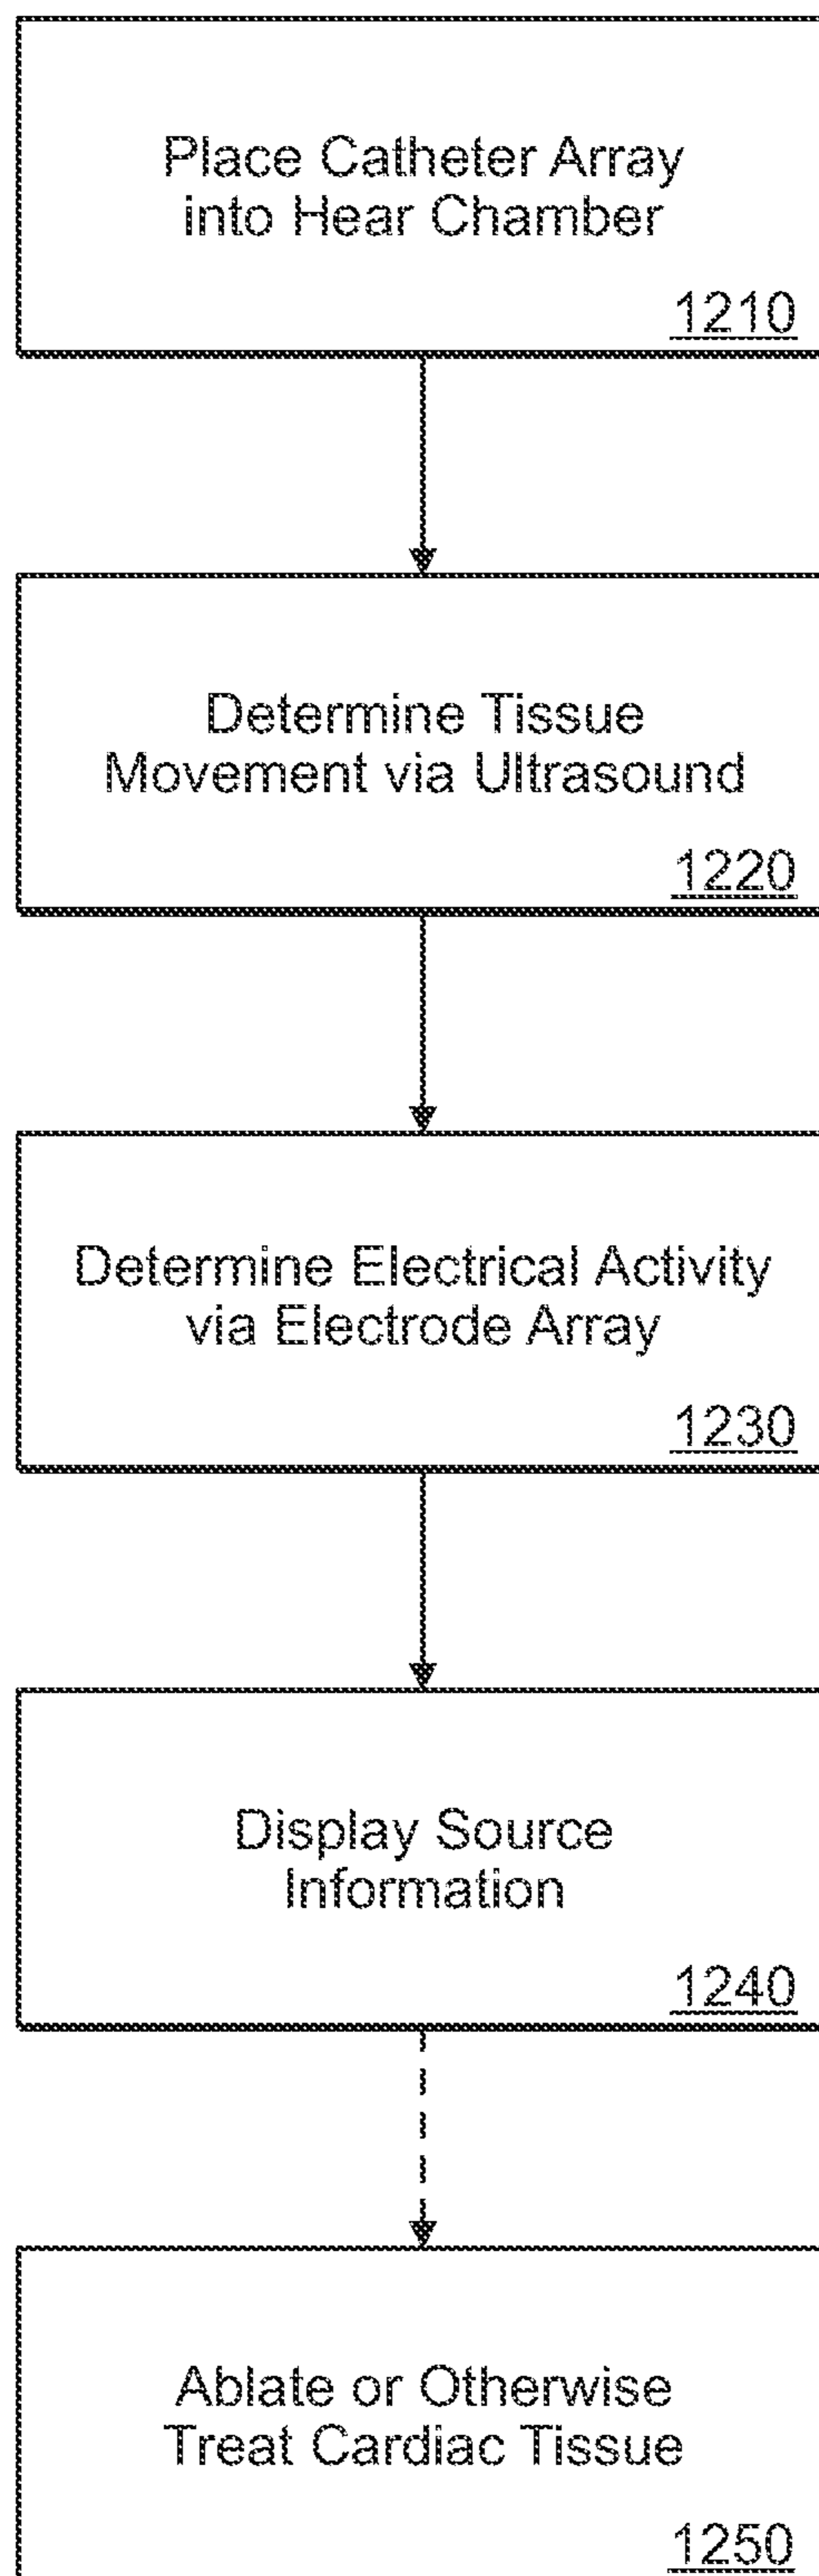 Place Catheter Array
into Hear Chamber
1210
Determine Tissue
Movement via Ultrasound
1220
Determine Electrical Activity
via Electrode Array
1230
Display Source
Information
1240
Ablate or Otherwise
Treat Cardiac Tissue
1250